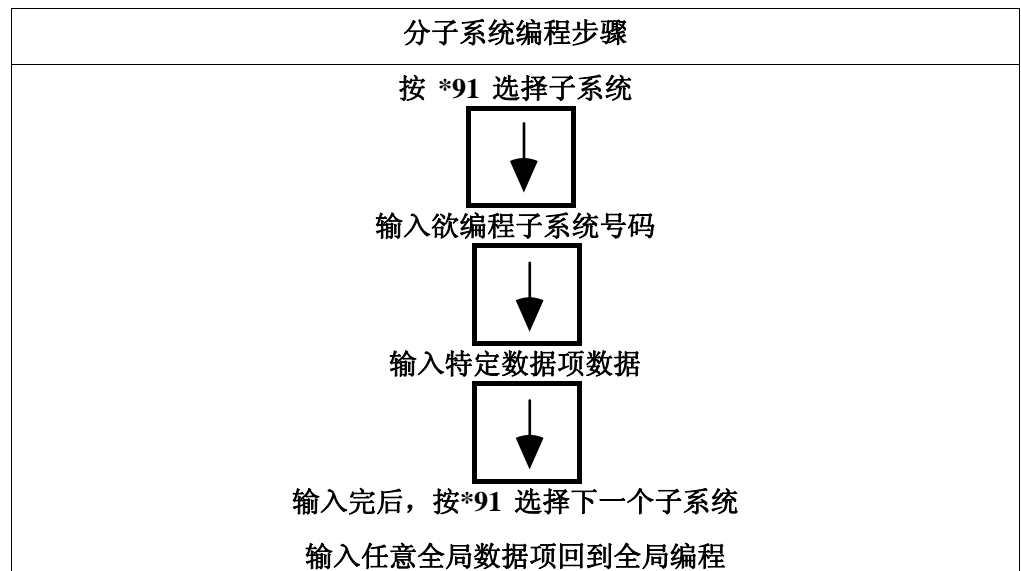 分子系统编程步骤
按 *91 选择子系统
输入欲编程子系统号码
输入特定数据项数据
输入完后，按*91 选择下一个子系统
输入任意全局数据项回到全局编程